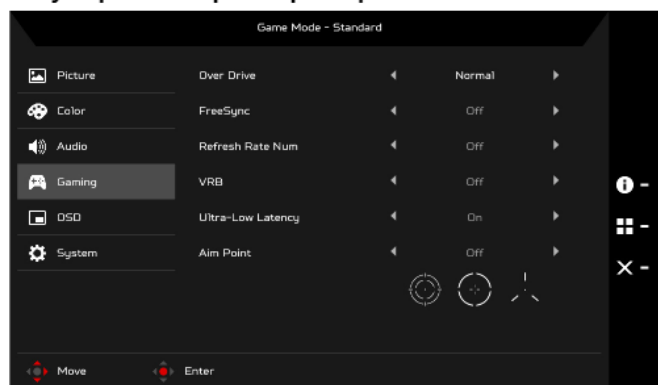 Game Mode - Standard
Picture
Over Drive Normal
Color
FreeSync Off
Audio
Refresh Rate Num Off
Gaming
VRB Off
OSD
Ultra-Low Latency On
System
Aim Point Off
Move Enter